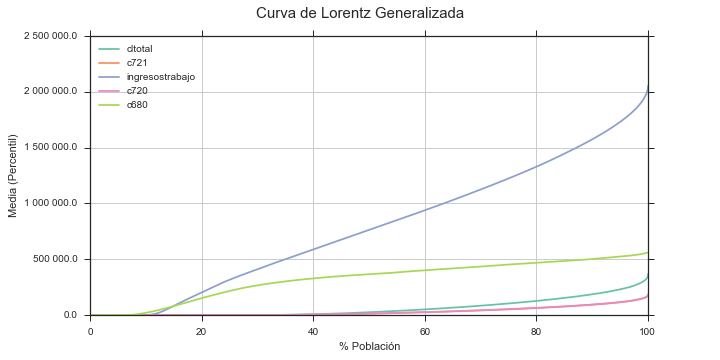 Curva de Lorentz Generalizada
2 500 000.0
2 000 000.0
1 500 000.0
1 000 000.0
500 000.0
0.0
Media (Percentil)
dtotal
c721
ingresostrabajo
c720
c680
0 20 40 60 80 100
% Población